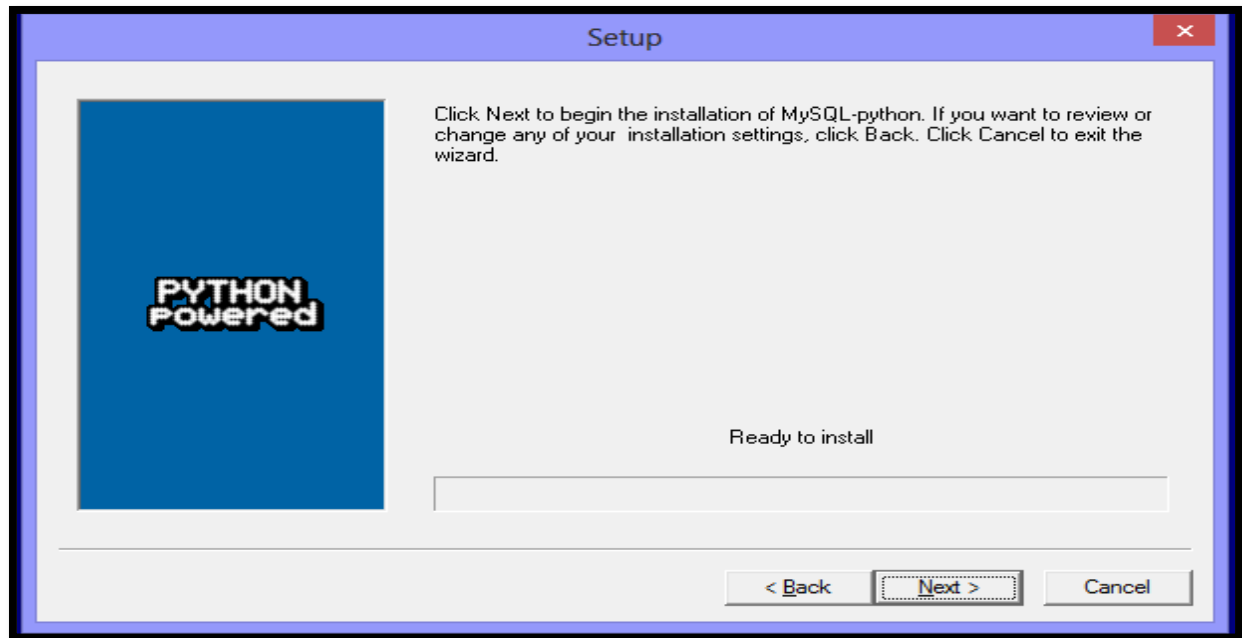 Setup
Click Next to begin the installation of MySQL-python. If you want to review or
change any of your  installation settings, click Back. Click Cancel to exit the
wizard.
PYTHON
Powered
Ready to install
< Back
Next >
Cancel